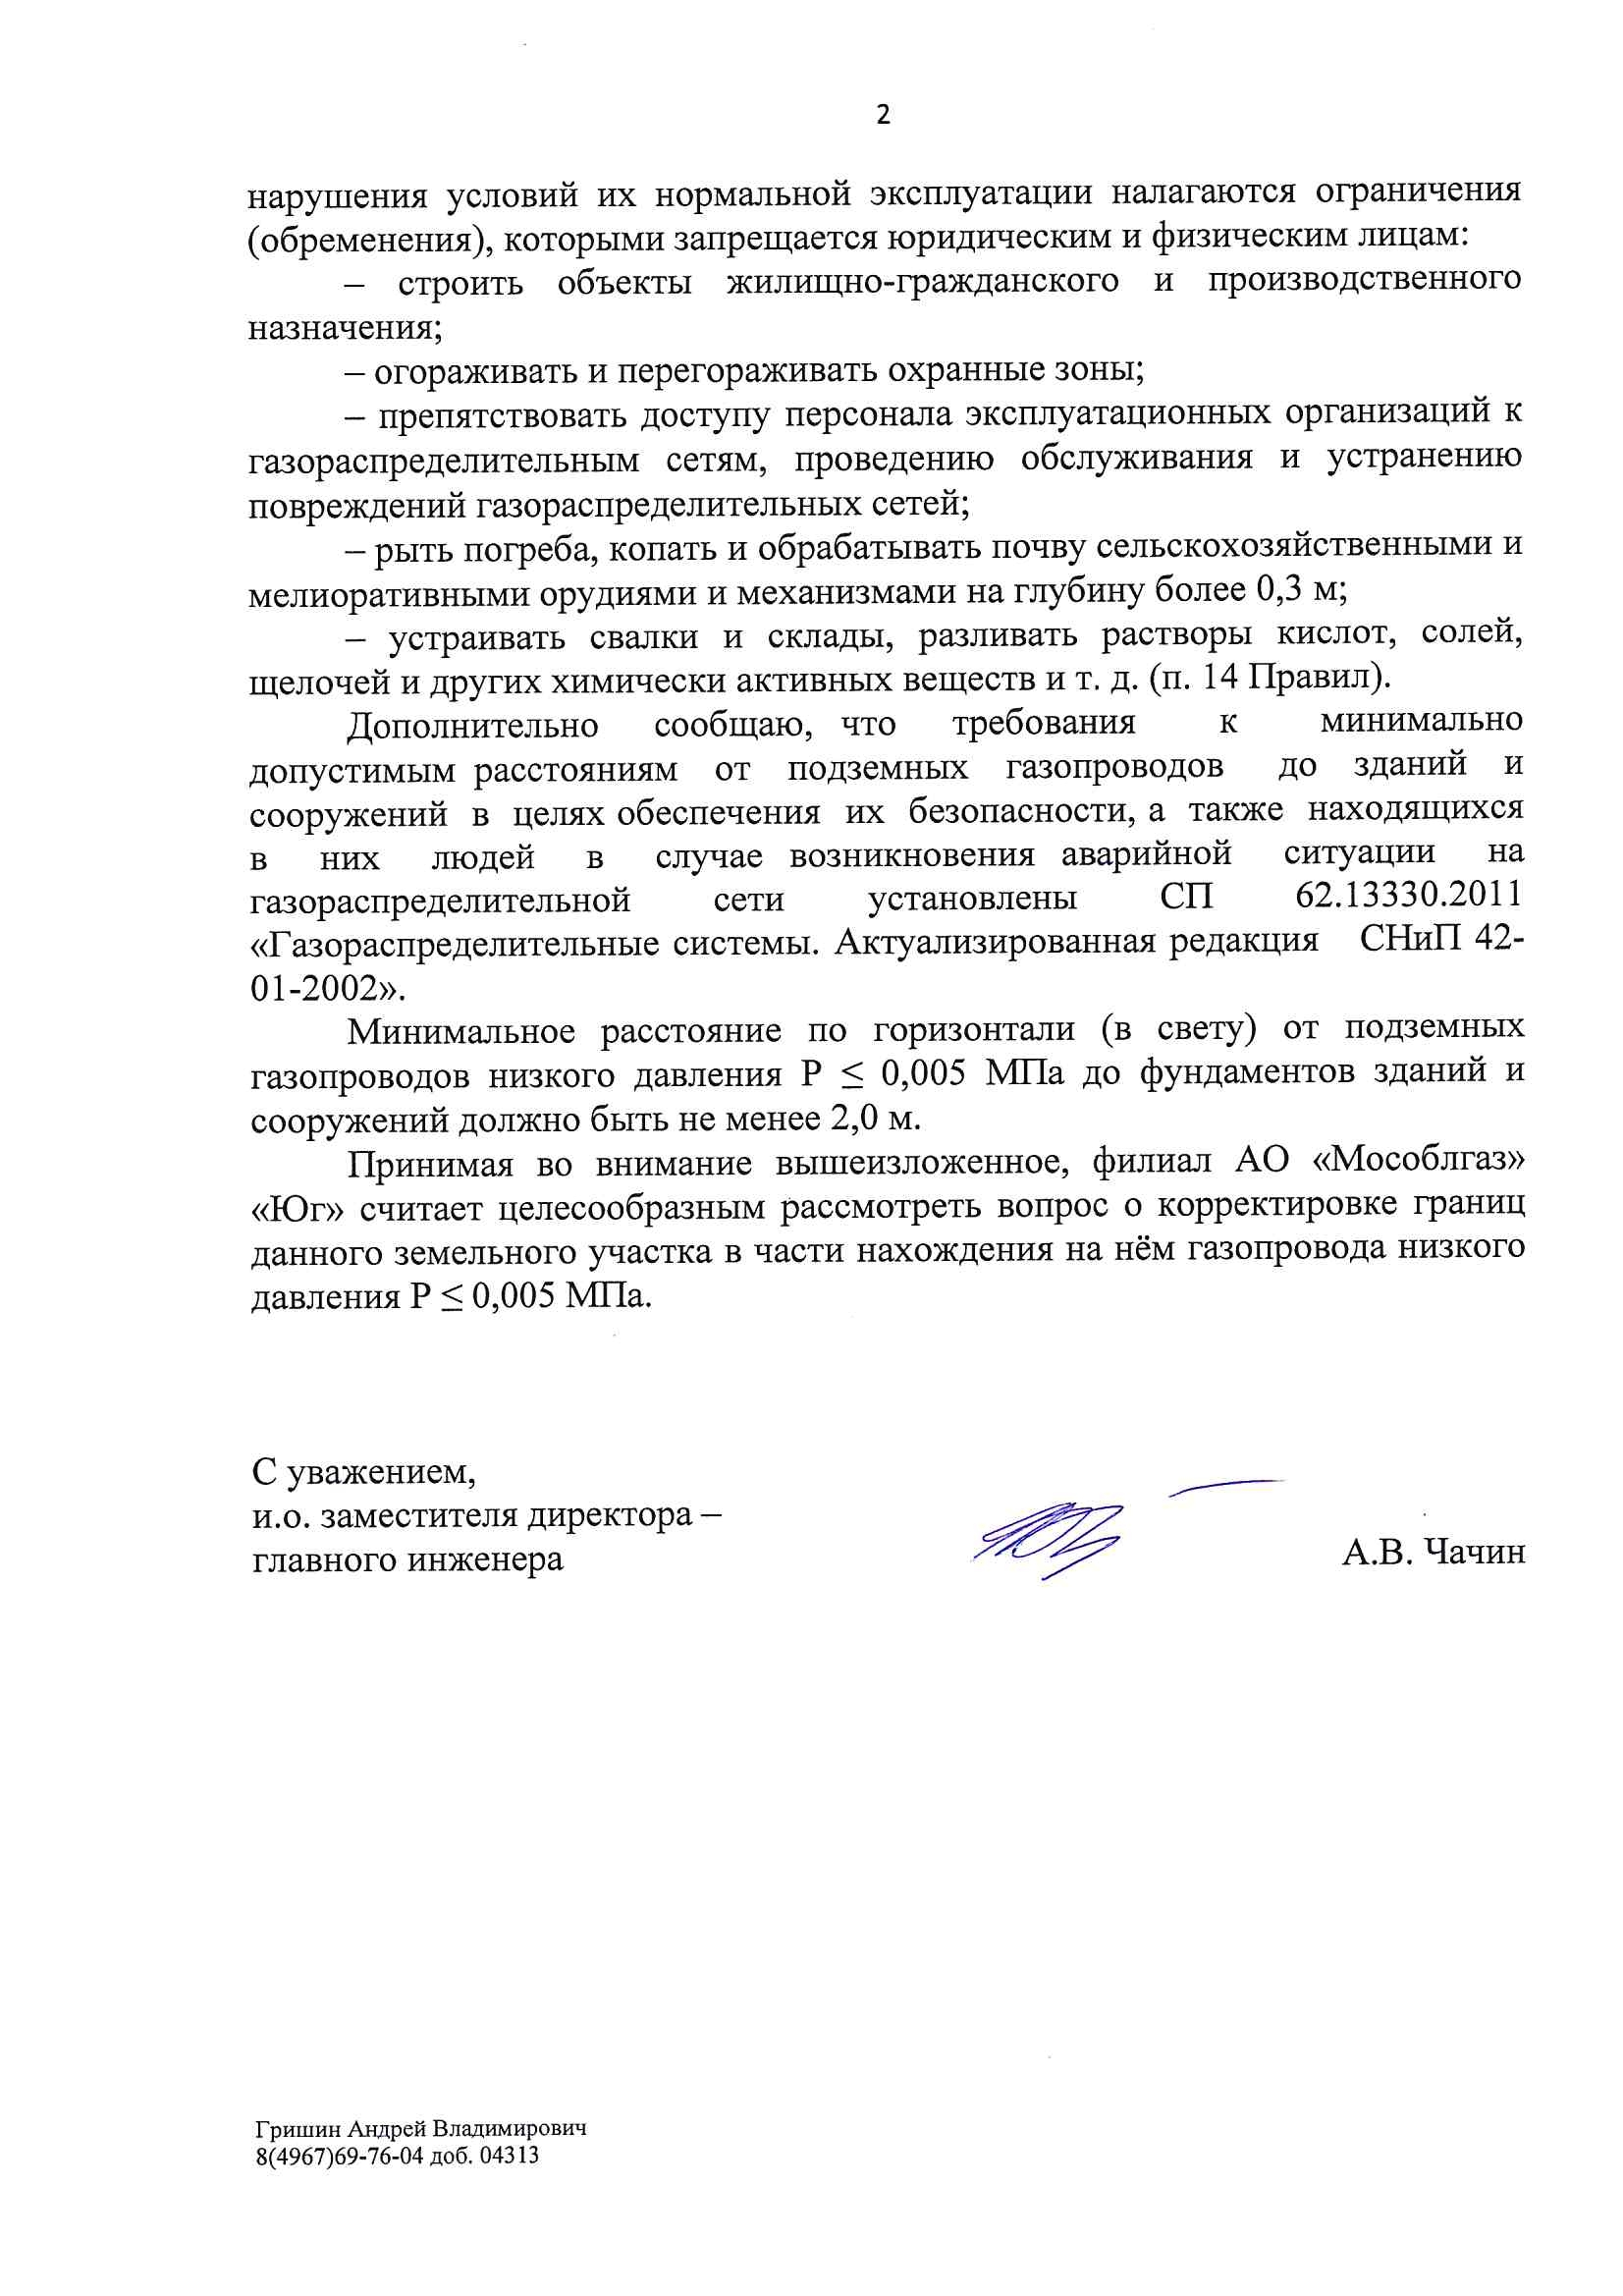 2
нарушения условий их нормальной эксплуатации налагаются ограничения
(обременения), которыми запрещается юридическим и физическим лицам:
– строить объекты жилищно-гражданского и производственного
назначения;
– огораживать и перегораживать охранные зоны;
– препятствовать доступу персонала эксплуатационных организаций к
газораспределительным сетям, проведению обслуживания и устранению
повреждений газораспределительных сетей;
– рыть погреба, копать и обрабатывать почву сельскохозяйственными и
мелиоративными орудиями и механизмами на глубину более 0,3 м;
– устраивать свалки и склады, разливать растворы кислот, солей,
щелочей и других химически активных веществ и т. д. (п. 14 Правил).
Дополнительно сообщаю, что требования к минимально
допустимым расстояниям от подземных газопроводов до зданий и
сооружений в целях обеспечения их безопасности, а также находящихся
в них людей в случае возникновения аварийной ситуации на
газораспределительной сети установлены СП 62.13330.2011
«Газораспределительные системы. Актуализированная редакция СНиП 42-
01-2002».
Минимальное расстояние по горизонтали (в свету) от подземных
газопроводов низкого давления Р ≤ 0,005 МПа до фундаментов зданий и
сооружений должно быть не менее 2,0 м.
Принимая во внимание вышеизложенное, филиал АО «Мособлгаз»
«Юг» считает целесообразным рассмотреть вопрос о корректировке границ
данного земельного участка в части нахождения на нём газопровода низкого
давления Р ≤ 0,005 МПа.
С уважением,
и.о. заместителя директора –
главного инженера
А.В. Чачин
Гришин Андрей Владимирович
8(4967)69-76-04 доб. 04313